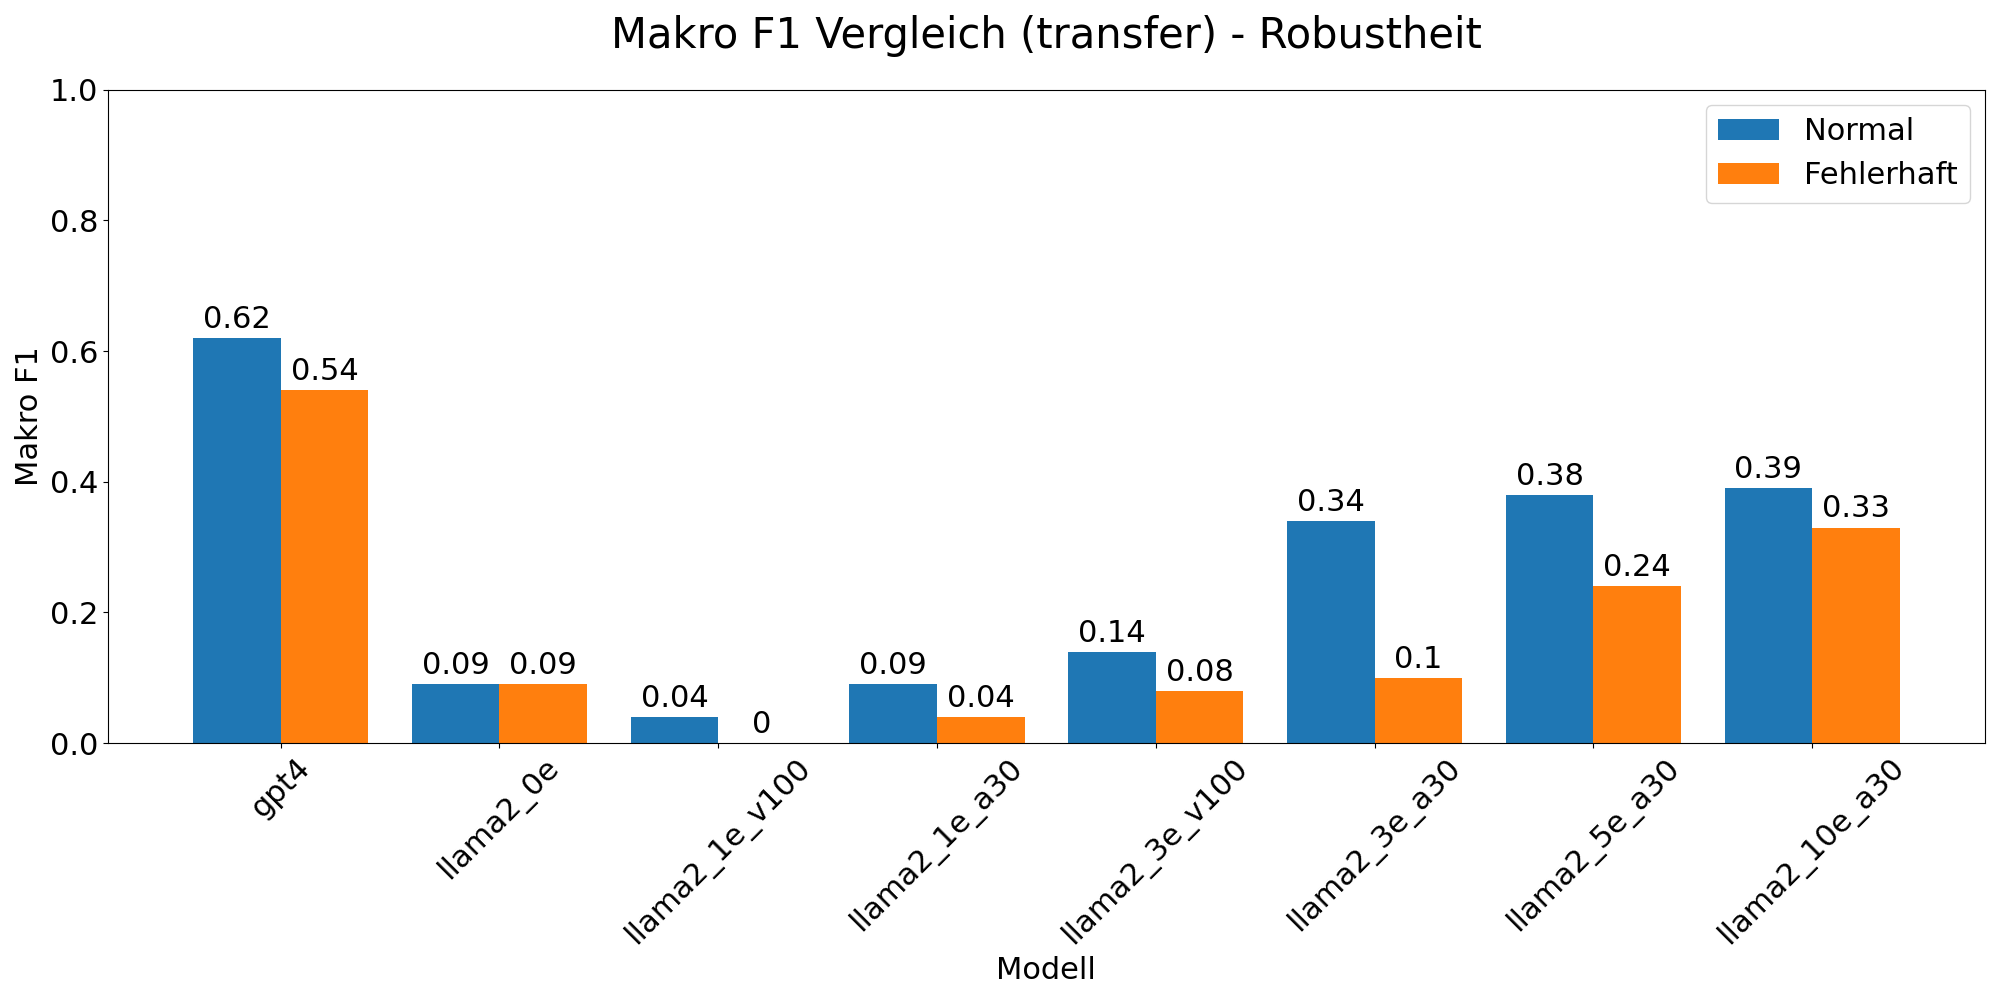 Makro F1 Vergleich (transfer) - Robustheit
1.0
0.8
0.6
0.4
0.2
0.0
Makro F1
Normal
Fehlerhaft
0.62
0.54
0.09
0.09
0.04
0
0.09
0.04
0.14
0.08
0.34
0.1
0.38
0.24
0.39
0.33
gpt4
llama2_0e
llama2_1e_v100
llama2_1e_a30
llama2_3e_v100
llama2_3e_a30
llama2_5e_a30
llama2_10e_a30
Modell